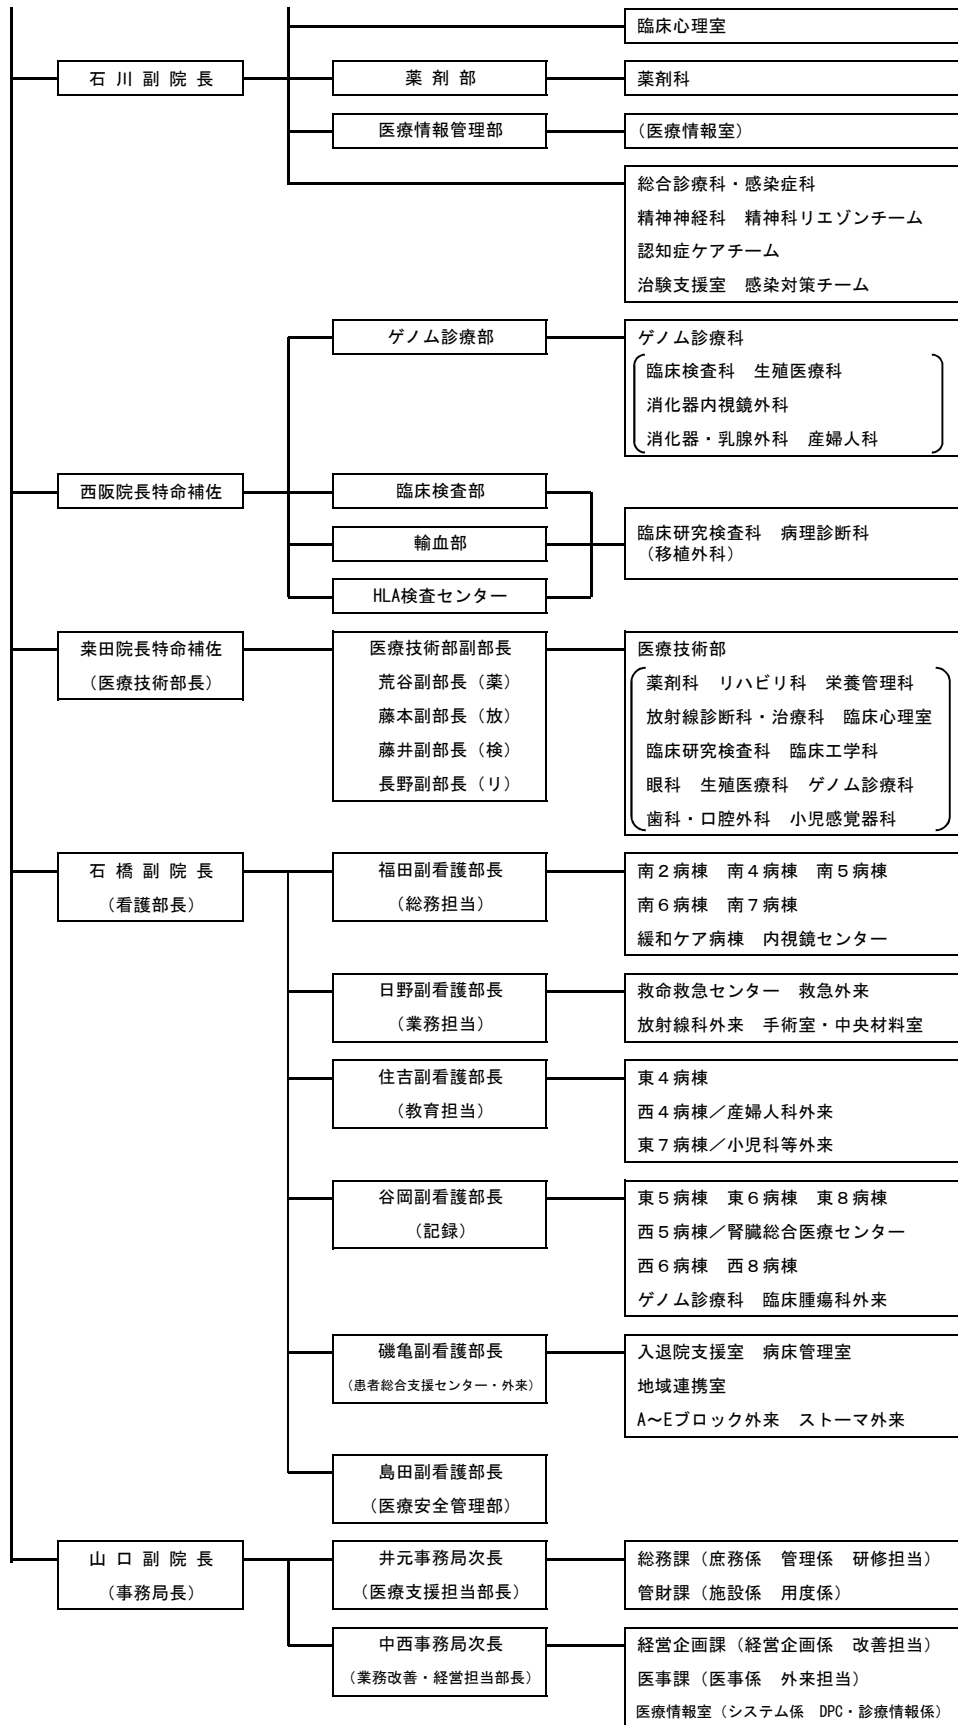 臨床心理室
石 川 副 院 長
薬 剤 部
薬剤科
医療情報管理部
（医療情報室）
総合診療科・感染症科
精神神経科　精神科リエゾンチーム
認知症ケアチーム
治験支援室　感染対策チーム
ゲノム診療部
ゲノム診療科
臨床検査科　生殖医療科
消化器内視鏡外科
消化器・乳腺外科　産婦人科
西阪院長特命補佐
臨床検査部
輸血部
HLA検査センター
臨床研究検査科　病理診断科
（移植外科）
桒田院長特命補佐
（医療技術部長）
医療技術部副部長
荒谷副部長（薬）
藤本副部長（放）
藤井副部長（検）
長野副部長（リ）
医療技術部
薬剤科　リハビリ科　栄養管理科
放射線診断科・治療科　臨床心理室
臨床研究検査科　臨床工学科
眼科　生殖医療科　ゲノム診療科
歯科・口腔外科　小児感覚器科
石 橋 副 院 長
（看護部長）
福田副看護部長
（総務担当）
南２病棟　南４病棟　南５病棟
南６病棟　南７病棟
緩和ケア病棟　内視鏡センター
日野副看護部長
（業務担当）
救命救急センター　救急外来
放射線科外来　手術室・中央材料室
住吉副看護部長
（教育担当）
東４病棟
西４病棟／産婦人科外来
東７病棟／小児科等外来
谷岡副看護部長
（記録）
東５病棟　東６病棟　東８病棟
西５病棟／腎臓総合医療センター
西６病棟　西８病棟
ゲノム診療科　臨床腫瘍科外来
磯亀副看護部長
（患者総合支援センター・外来）
入退院支援室　病床管理室
地域連携室
A～Eブロック外来　ストーマ外来
島田副看護部長
（医療安全管理部）
山 口 副 院 長
（事務局長）
井元事務局次長
（医療支援担当部長）
総務課（庶務係　管理係　研修担当）
管財課（施設係　用度係）
中西事務局次長
（業務改善・経営担当部長）
経営企画課（経営企画係　改善担当）
医事課（医事係　外来担当）
医療情報室（システム係　DPC・診療情報係）